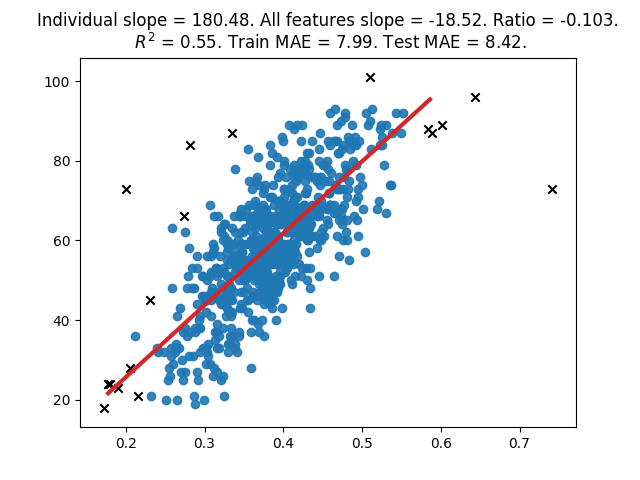 Individual slope = 180.48. All features slope = -18.52. Ratio = -0.103.
R² = 0.55. Train MAE = 7.99. Test MAE = 8.42.
100
80
60
40
20
0.2 0.3 0.4 0.5 0.6 0.7